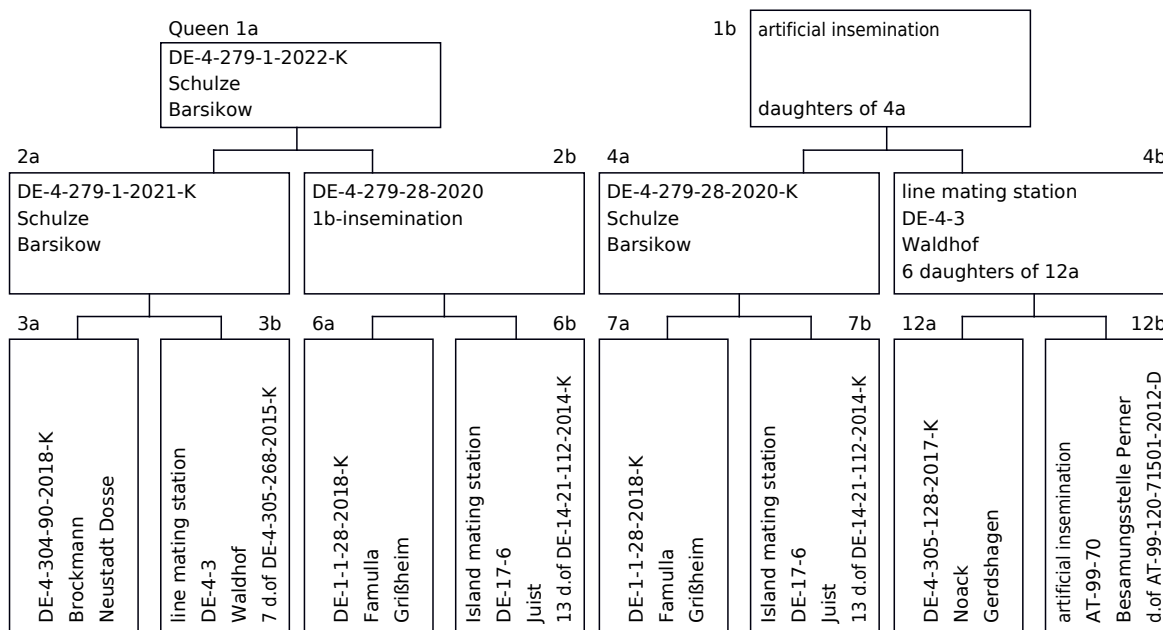 Queen 1a
DE-4-279-1-2022-K
Schulze
Barsikow
1b
artificial insemination
daughters of 4a
2a
DE-4-279-1-2021-K
Schulze
Barsikow
2b
DE-4-279-28-2020
1b-insemination
4a
DE-4-279-28-2020-K
Schulze
Barsikow
4b
line mating station
DE-4-3
Waldhof
6 daughters of 12a
3a
DE-4-304-90-2018-K
Brockmann
Neustadt Dosse
3b
line mating station
DE-4-3
Waldhof
7 d.of DE-4-305-268-2015-K
6a
DE-1-1-28-2018-K
Famulla
Grißheim
6b
Island mating station
DE-17-6
Juist
13 d.of DE-14-21-112-2014-K
7a
DE-1-1-28-2018-K
Famulla
Grißheim
7b
Island mating station
DE-17-6
Juist
13 d.of DE-14-21-112-2014-K
12a
DE-4-305-128-2017-K
Noack
Gerdshagen
12b
artificial insemination
AT-99-70
Besamungsstelle Perner
d.of AT-99-120-71501-2012-D